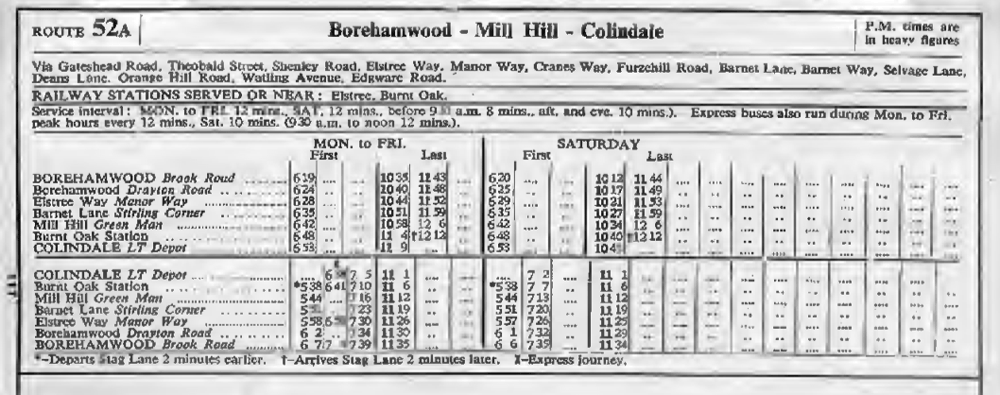 ROUTE 52A
Borehamwood - Mill Hill - Colindale
P.M. times are
in heavy figures
Via Gateshead Road, Theobald Street, Shenley Road, Elstree Way, Manor Way, Cranes Way, Furzehill Road, Barnet Lane, Barnet Way, Selvage Lane,
Deans Lane, Orange Hill Road, Watling Avenue, Edgware Road.
RAILWAY STATIONS SERVED OR NEAR: Elstree, Burnt Oak.
Service interval: MON. to FRI. 12 mins., SAT. 12 mins., before 9 a.m. 8 mins., aft. and eve. 10 mins.). Express buses also run during Mon. to Fri.
peak hours every 12 mins., Sat. 10 mins. (930 a.m. to noon 12 mins.).
MON. to FRI. SATURDAY
First Last First Last
BOREHAMWOOD Brook Road 619 .... .... 1035 1143 .... 620 .... .... 1012 1144
Borehamwood Drayton Road 624 .... .... 1040 1148 .... 625 .... .... 1017 1149
Elstree Way Manor Way 628 .... .... 1044 1152 .... 629 .... .... 1021 1153
Barnet Lane Stirling Corner 635 .... .... 1051 1159 .... 635 .... .... 1027 1159
Mill Hill Green Man 642 .... .... 1058 12 6 .... 642 .... .... 1034 12 6
Burnt Oak Station 648 .... .... 11 4 †1212 .... 648 .... .... 1040 †1212
COLINDALE LT Depot 653 .... .... 11 9 .... .... 653 .... ....
COLINDALE LT Depot .... 7 5 11 1 .... .... .... 7 2 .... 11 1
Burnt Oak Station *538 641 710 11 6 .... .... *538 7 7 .... 11 6
Mill Hill Green Man 544 .... 716 1112 .... .... 544 713 .... 1112
Barnet Lane Stirling Corner .... 723 1119 .... .... 551 720 .... 1119
Elstree Way Manor Way 558 730 1126 .... .... 557 726 .... 1125
Borehamwood Drayton Road 6 2 734 1130 .... .... 6 1 732 .... 1129
BOREHAMWOOD Brook Road 6 7 739 1135 .... .... 6 6 735 .... 1134
*–Departs Stag Lane 2 minutes earlier. †–Arrives Stag Lane 2 minutes later. X–Express journey.